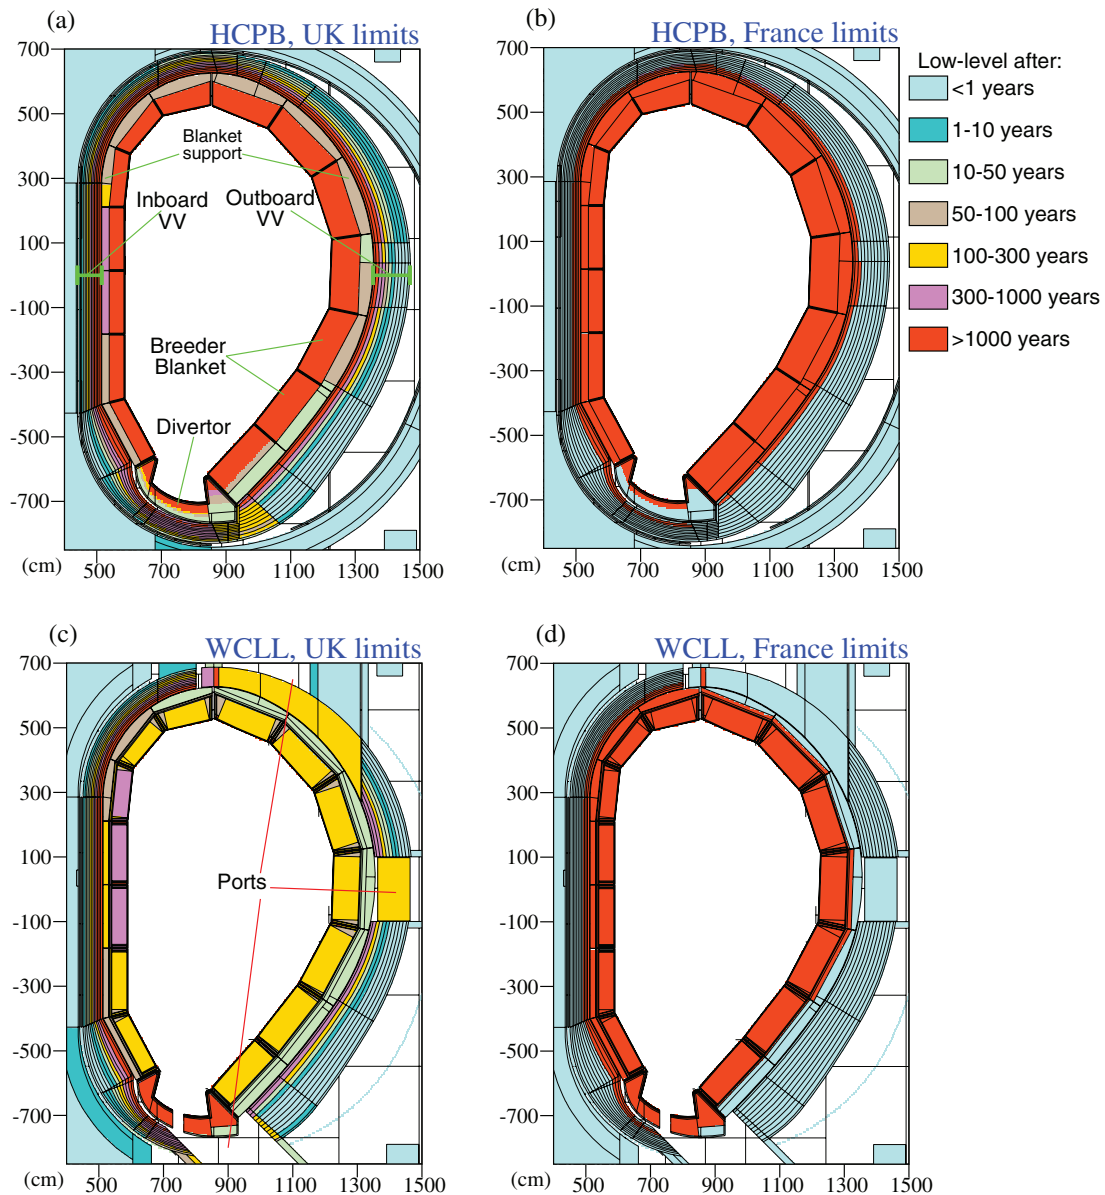 (a)
HCPB, UK limits
700
500
300
100
-100
-300
-500
-700
(cm)
500
700
900
1100
1300
1500
Blanket
support
Inboard
VV
Outboard
VV
Breeder
Blanket
Divertor
(b)
HCPB, France limits
700
500
300
100
-100
-300
-500
-700
(cm)
500
700
900
1100
1300
1500
Low-level after:
<1 years
1-10 years
10-50 years
50-100 years
100-300 years
300-1000 years
>1000 years
(c)
WCLL, UK limits
700
500
300
100
-100
-300
-500
-700
(cm)
500
700
900
1100
1300
1500
Ports
(d)
WCLL, France limits
700
500
300
100
-100
-300
-500
-700
(cm)
500
700
900
1100
1300
1500